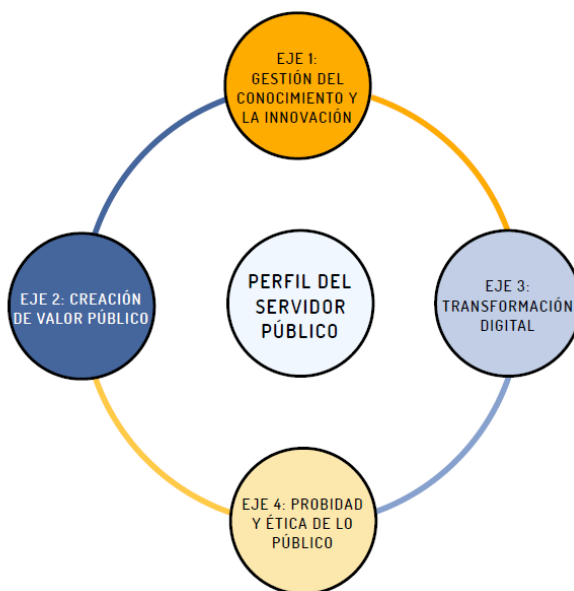 EJE 1:
GESTIÓN DEL
CONOCIMIENTO Y
LA INNOVACIÓN
EJE 2: CREACIÓN
DE VALOR PÚBLICO
PERFIL DEL
SERVIDOR
PÚBLICO
EJE 3:
TRANSFORMACIÓN
DIGITAL
EJE 4: PROBIDAD
Y ÉTICA DE LO
PÚBLICO